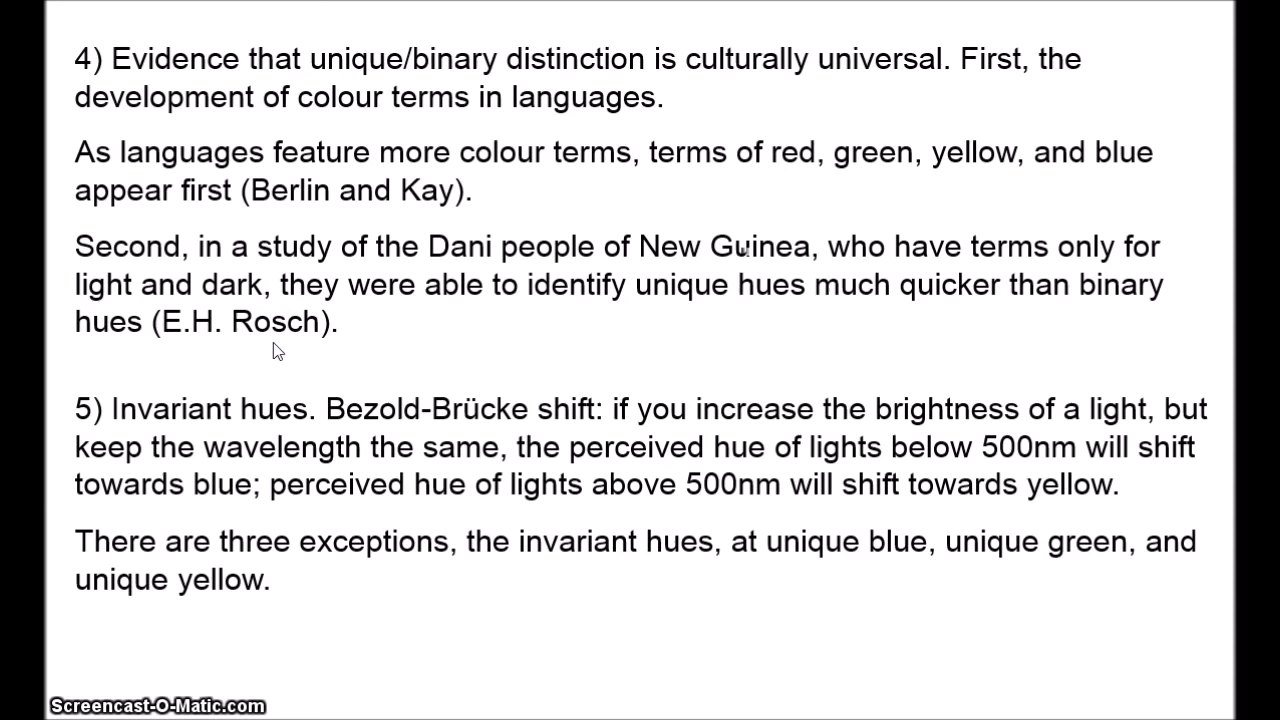 4) Evidence that unique/binary distinction is culturally universal. First, the
development of colour terms in languages.
As languages feature more colour terms, terms of red, green, yellow, and blue
appear first (Berlin and Kay).
Second, in a study of the Dani people of New Guinea, who have terms only for
light and dark, they were able to identify unique hues much quicker than binary
hues (E.H. Rosch).
5) Invariant hues. Bezold-Brücke shift: if you increase the brightness of a light, but
keep the wavelength the same, the perceived hue of lights below 500nm will shift
towards blue; perceived hue of lights above 500nm will shift towards yellow.
There are three exceptions, the invariant hues, at unique blue, unique green, and
unique yellow.
Screencast-O-Matic.com